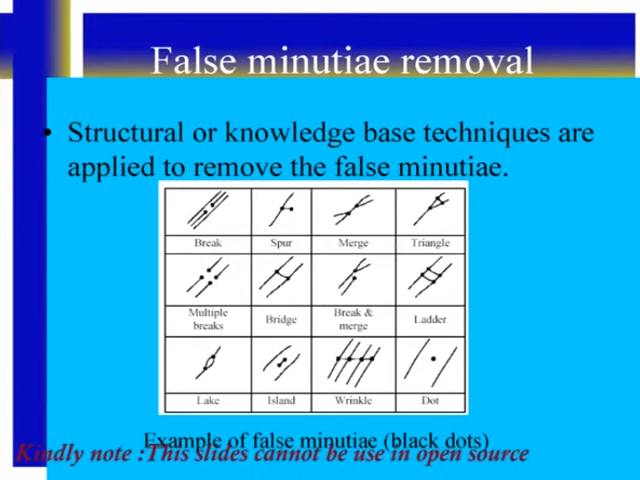 False minutiae removal
• Structural or knowledge base techniques are
applied to remove the false minutiae.
Break Spur Merge Triangle
Multiple breaks Bridge Break & merge Ladder
Lake Island Wrinkle Dot
Example of false minutiae (black dots)
Kindly note :This slides cannot be use in open source